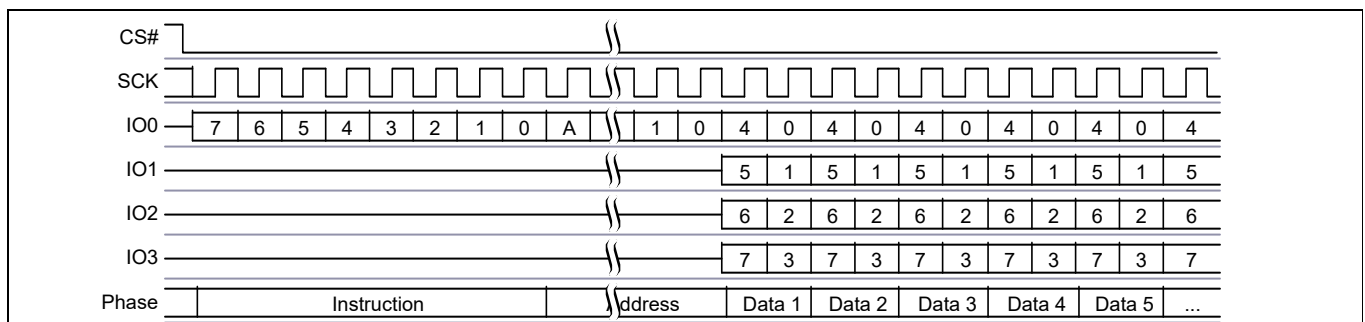 CS#
SCK
IO0 7 6 5 4 3 2 1 0 A 1 0 4 0 4 0 4 0 4 0 4 0 4
IO1 5 1 5 1 5 1 5 1 5 1 5
IO2 6 2 6 2 6 2 6 2 6 2 6
IO3 7 3 7 3 7 3 7 3 7 3 7
Phase Instruction Address Data 1 Data 2 Data 3 Data 4 Data 5 ...